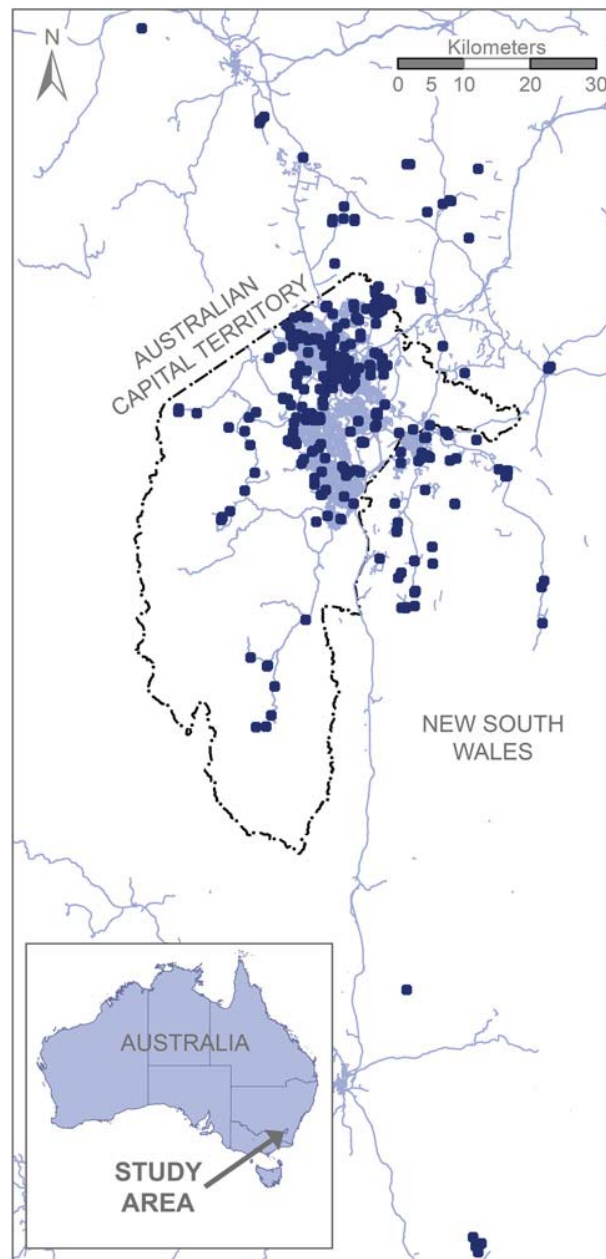 N
Kilometers
0 5 10 20 30
AUSTRALIAN
CAPITAL TERRITORY
NEW SOUTH
WALES
AUSTRALIA
STUDY
AREA